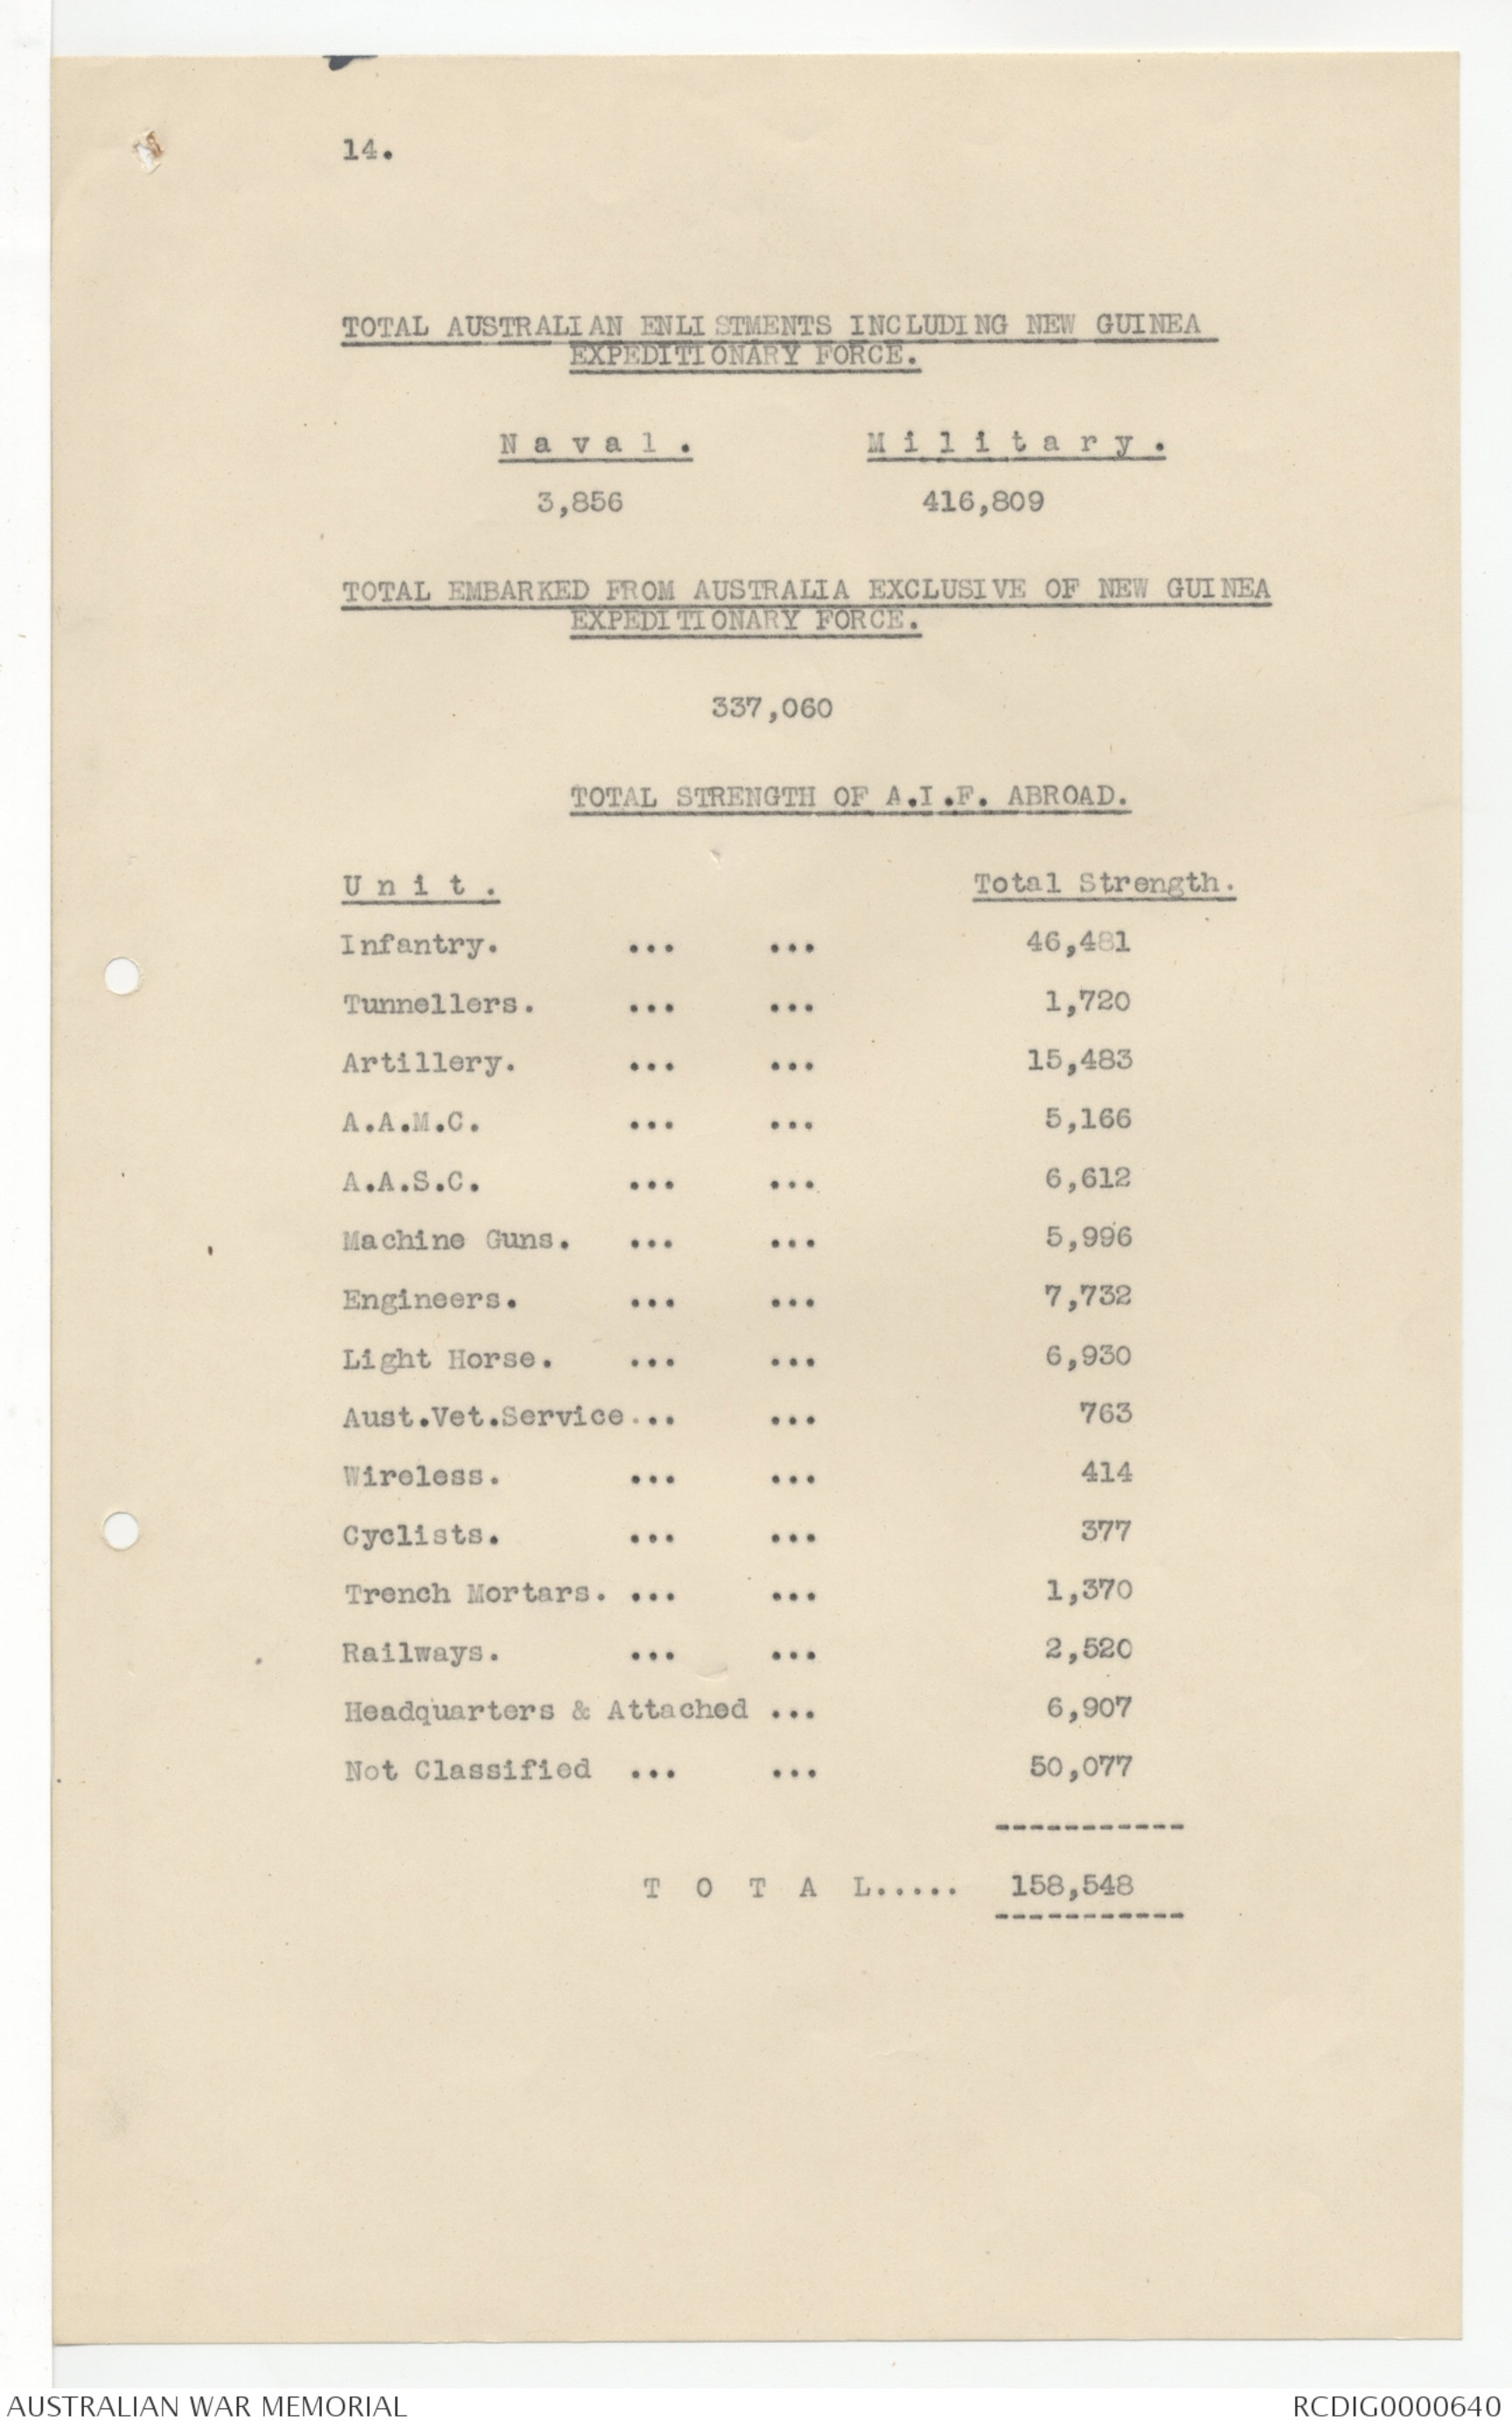 14.
TOTAL AUSTRALIAN ENLISTMENTS INCLUDING NEW GUINEA
EXPEDITIONARY FORCE.
Naval. Military.
3,856 416,809
TOTAL EMBARKED FROM AUSTRALIA EXCLUSIVE OF NEW GUINEA
EXPEDITIONARY FORCE.
337,060
TOTAL STRENGTH OF A.I.F. ABROAD.
Unit. Total Strength.
Infantry. ... ... 46,481
Tunnellers. ... ... 1,720
Artillery. ... ... 15,483
A.A.M.C. ... ... 5,166
A.A.S.C. ... ... 6,612
Machine Guns. ... ... 5,996
Engineers. ... ... 7,732
Light Horse. ... ... 6,930
Aust.Vet.Service... ... 763
Wireless. ... ... 414
Cyclists. ... ... 377
Trench Mortars. ... ... 1,370
Railways. ... ... 2,520
Headquarters & Attached ... 6,907
Not Classified ... ... 50,077
-----------
T O T A L..... 158,548
-----------
AUSTRALIAN WAR MEMORIAL RCDIG0000640